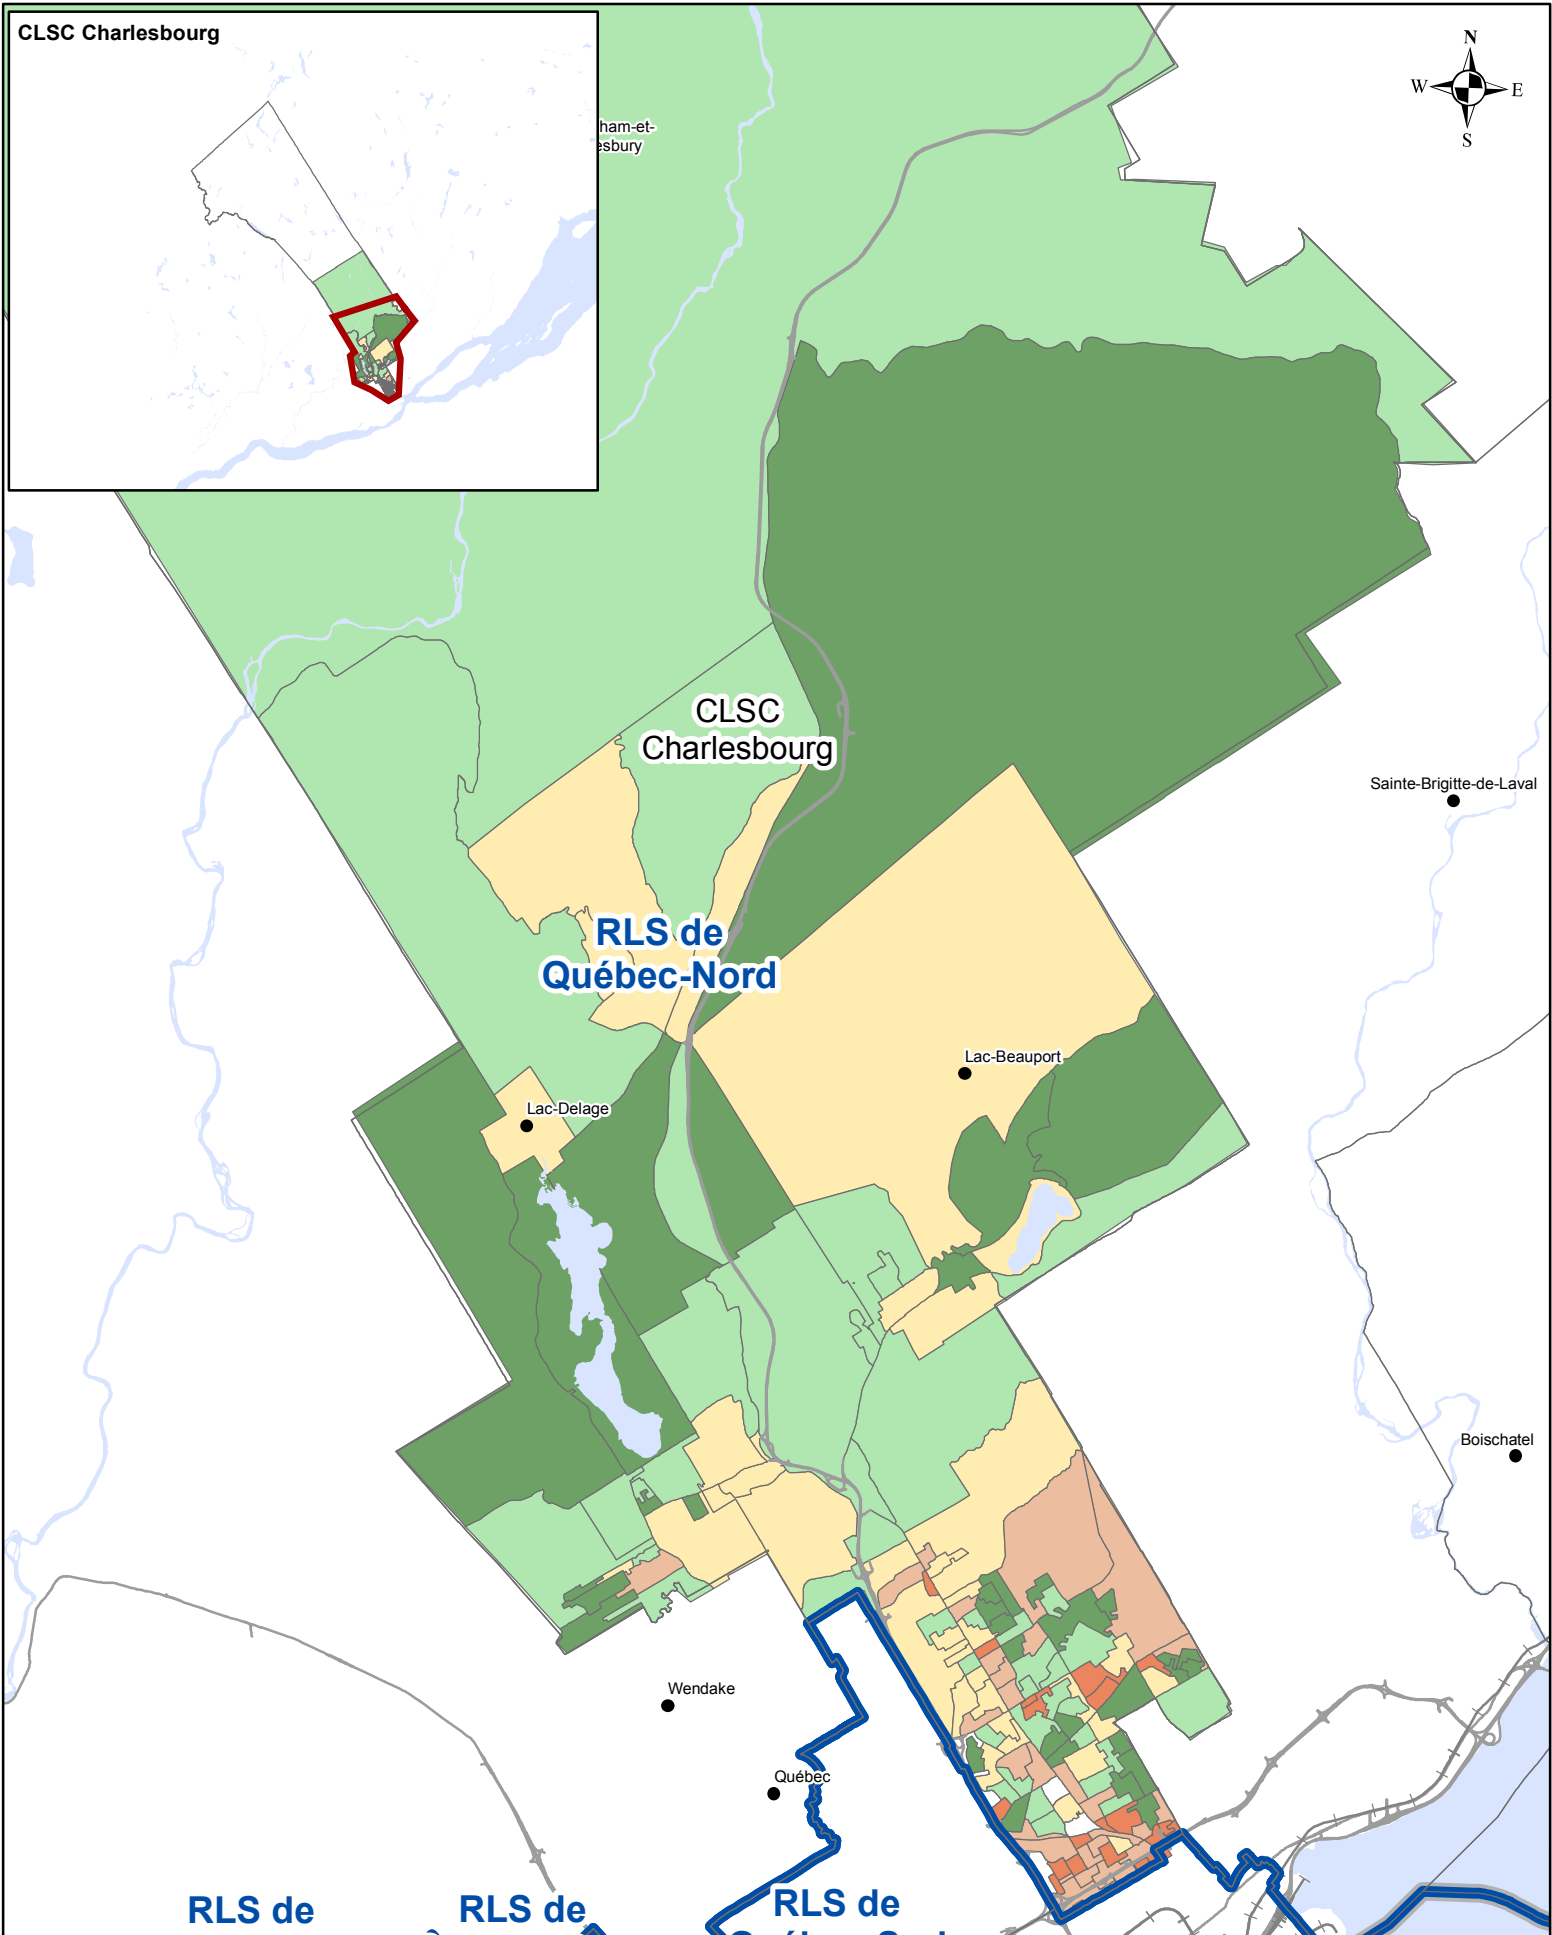 CLSC Charlesbourg
N
W
E
S
ham-et-
esbury
CLSC
Charlesbourg
Sainte-Brigitte-de-Laval
RLS de
Québec-Nord
Lac-Beauport
Lac-Delage
Boischatel
Wendake
Québec
RLS de
RLS de
RLS de